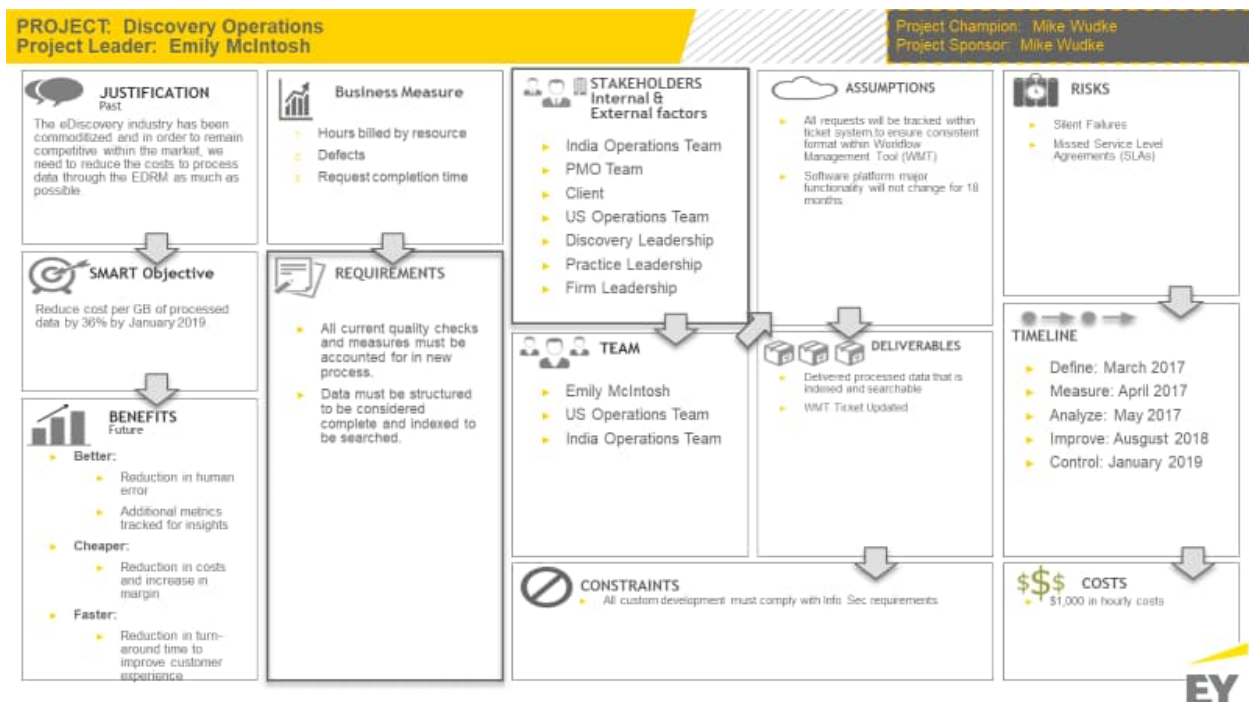 PROJECT: Discovery Operations
Project Leader: Emily McIntosh
Project Champion: Mike Wudke
Project Sponsor: Mike Wudke
JUSTIFICATION
Past
The eDiscovery industry has been
commoditized and in order to remain
competitive within the market, we
need to reduce the costs to process
data through the EDRM as much as
possible.
SMART Objective
Reduce cost per GB of processed
data by 36% by January 2019
BENEFITS
Future
Better:
Reduction in human
error
Additional metrics
tracked for insights
Cheaper:
Reduction in costs
and increase in
margin
Faster:
Reduction in turn-
around time to
improve customer
experience
Business Measure
1. Hours billed by resource
2. Defects
3. Request completion time
REQUIREMENTS
All current quality checks
and measures must be
accounted for in new
process.
Data must be structured
to be considered
complete and indexed to
be searched.
STAKEHOLDERS
Internal &
External factors
India Operations Team
PMO Team
Client
US Operations Team
Discovery Leadership
Practice Leadership
Firm Leadership
TEAM
Emily McIntosh
US Operations Team
India Operations Team
ASSUMPTIONS
All requests will be tracked within
ticket system to ensure consistent
format within Workflow
Management Tool (WMT)
Software platform major
functionality will not change for 18
months
DELIVERABLES
Delivered processed data that is
indexed and searchable
WMT Ticket Updated
CONSTRAINTS
All custom development must comply with Info Sec requirements
RISKS
Silent Failures
Missed Service Level
Agreements (SLAs)
TIMELINE
Define: March 2017
Measure: April 2017
Analyze: May 2017
Improve: Ausgust 2018
Control: January 2019
$$$ COSTS
$1,000 in hourly costs
EY